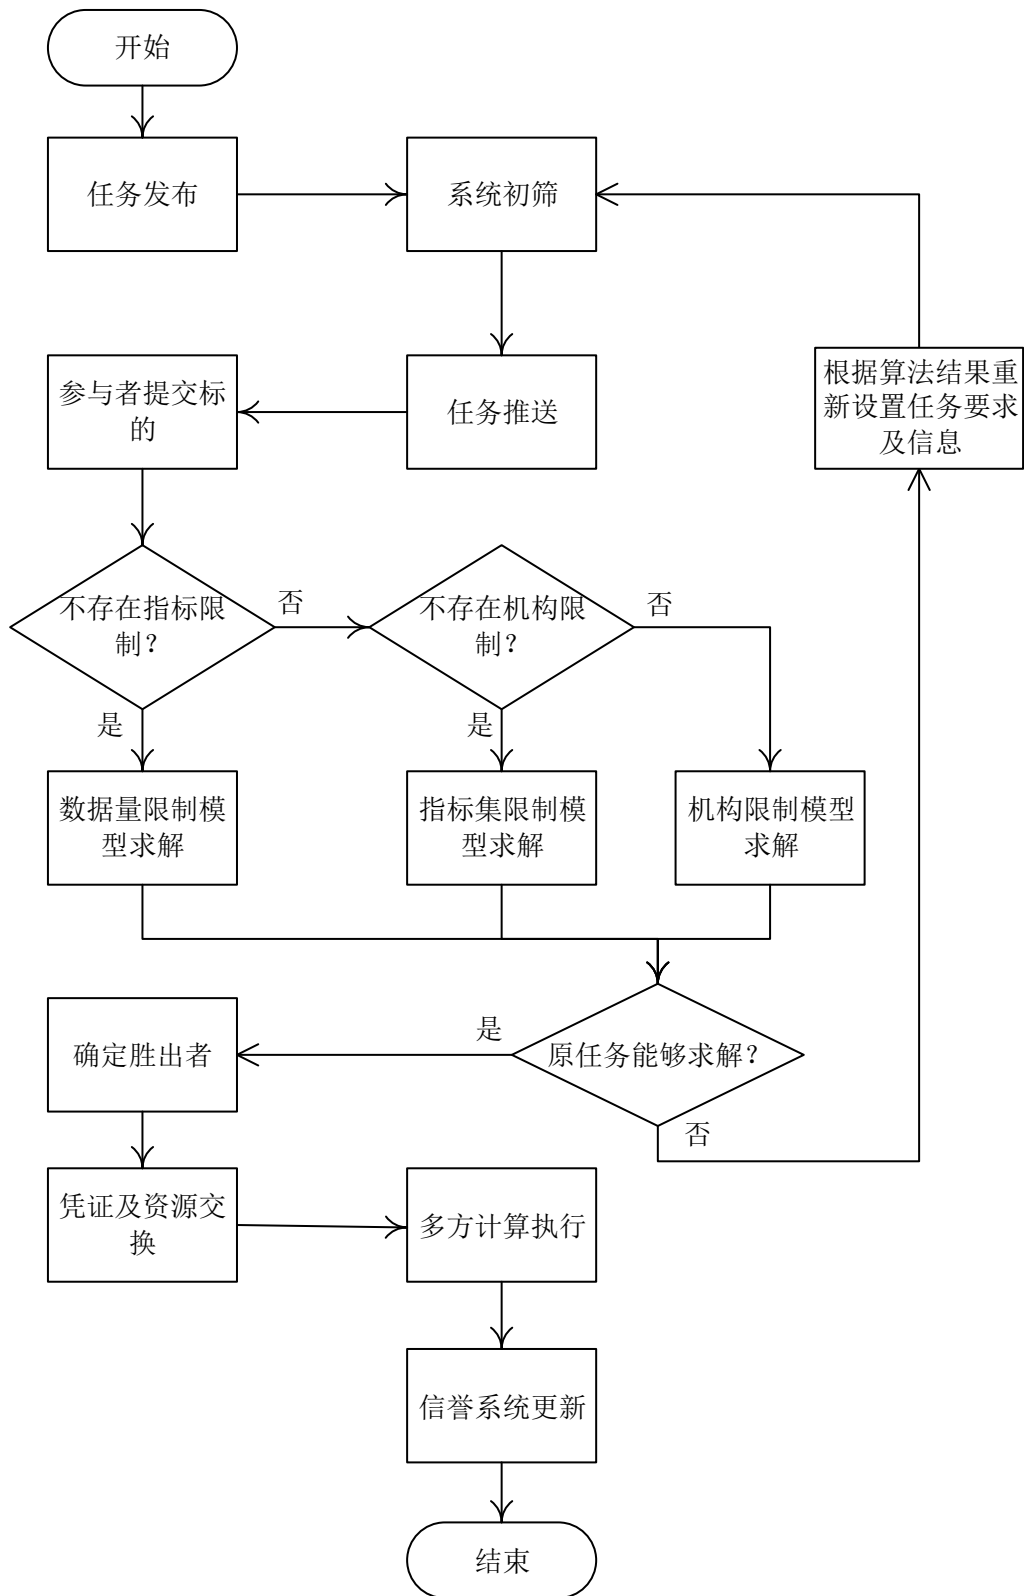 开始
任务发布
系统初筛
参与者提交标
的
任务推送
根据算法结果重
新设置任务要求
及信息
不存在指标限
制？
否
不存在机构限
制？
否
是
是
数据量限制模
型求解
指标集限制模
型求解
机构限制模型
求解
确定胜出者
是
原任务能够求解？
否
凭证及资源交
换
多方计算执行
信誉系统更新
结束